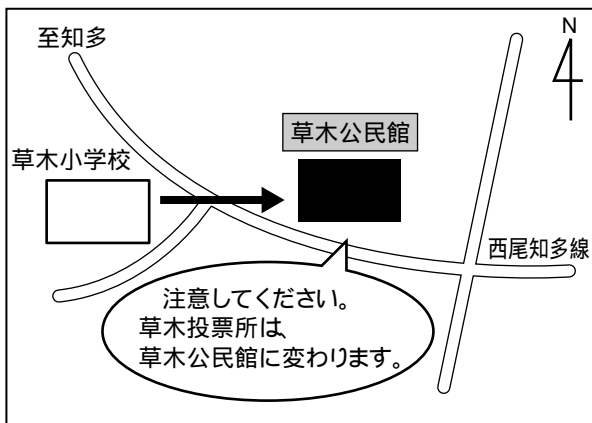 至知多
N
草木公民館
草木小学校
西尾知多線
注意してください。
草木投票所は、
草木公民館に変わります。